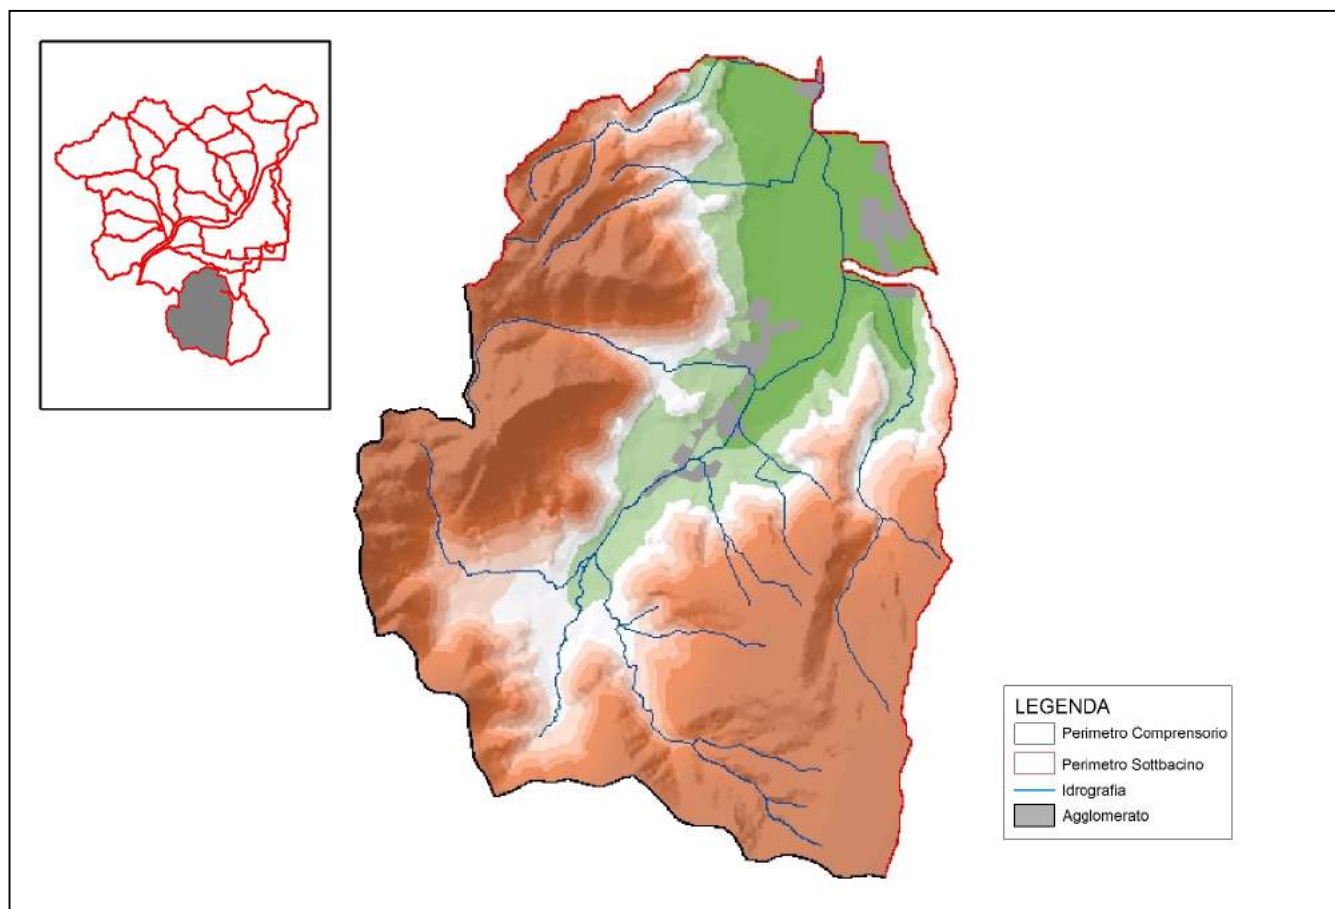 LEGENDA
Perimetro Comprensorio
Perimetro Sottbacino
Idrografia
Agglomerato